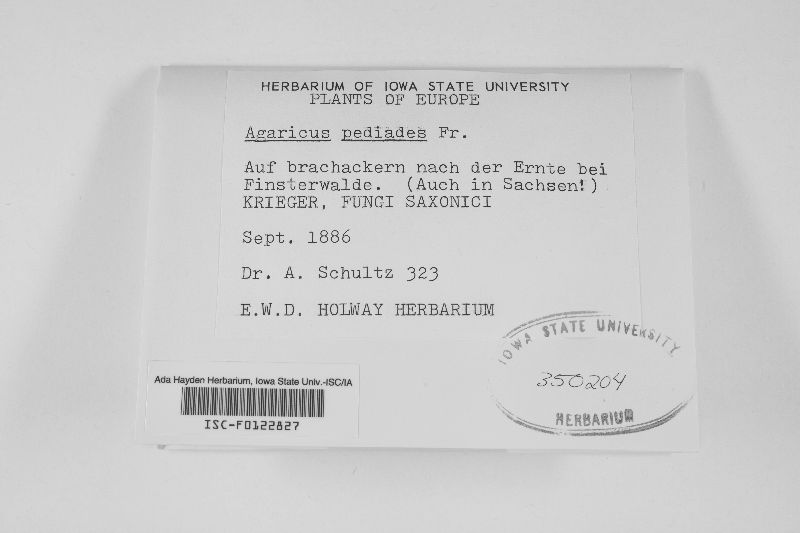 HERBARIUM OF IOWA STATE UNIVERSITY
PLANTS OF EUROPE
Agaricus pediades Fr.
Auf brachackern nach der Ernte bei
Finsterwalde. (Auch in Sachsen!)
KRIEGER, FUNGI SAXONICI
Sept. 1886
Dr. A. Schultz 323
E.W.D. HOLWAY HERBARIUM
IOWA STATE UNIVERSITY
350204
HERBARIUM
Ada Hayden Herbarium, Iowa State Univ.-ISC/IA
ISC-F0122827